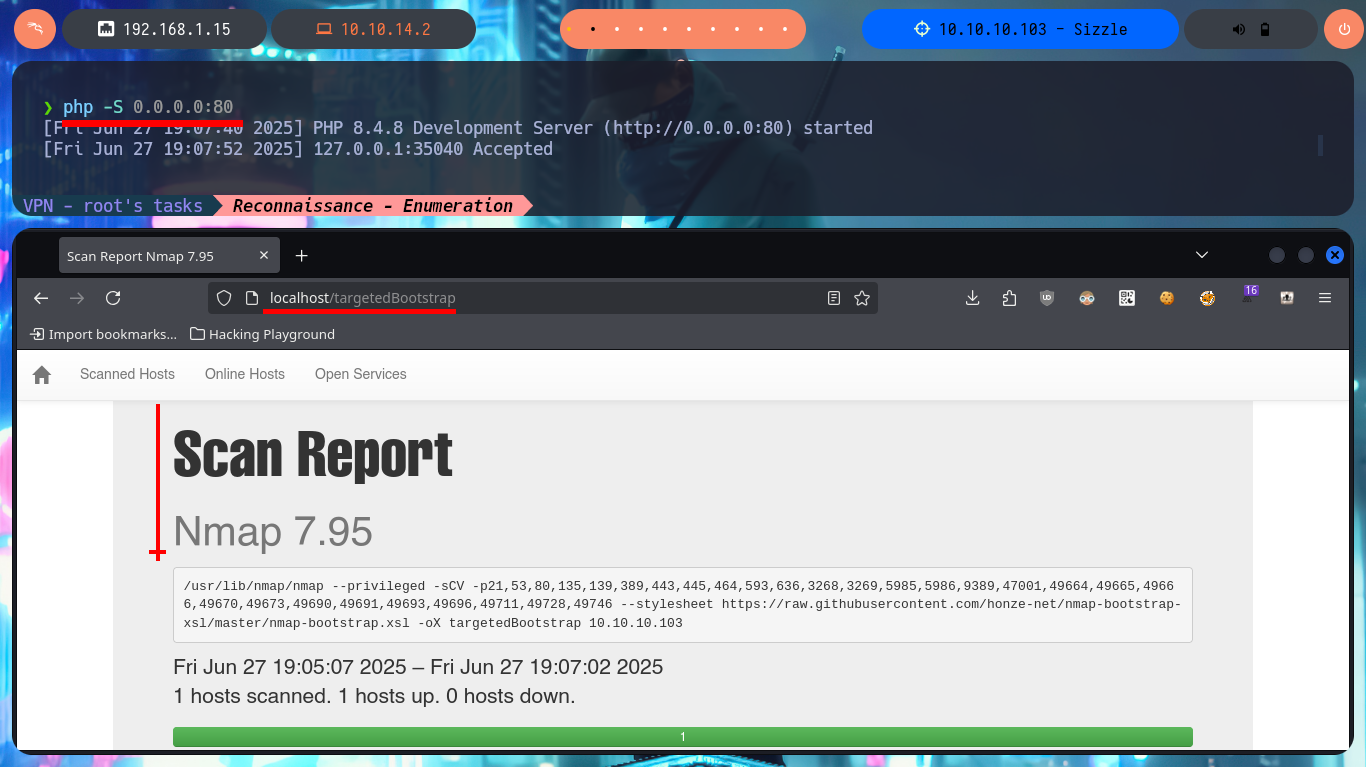 192.168.1.15
10.10.14.2
10.10.10.103 - Sizzle
❯ php -S 0.0.0.0:80
[Fri Jun 27 19:07:40 2025] PHP 8.4.8 Development Server (http://0.0.0.0:80) started
[Fri Jun 27 19:07:52 2025] 127.0.0.1:35040 Accepted
VPN - root's tasks Reconnaissance - Enumeration
Scan Report Nmap 7.95
localhost/targetedBootstrap
16
Import bookmarks... Hacking Playground
Scanned Hosts Online Hosts Open Services
Scan Report
Nmap 7.95
/usr/lib/nmap/nmap --privileged -sCV -p21,53,80,135,139,389,443,445,464,593,636,3268,3269,5985,5986,9389,47001,49664,49665,4966
6,49670,49673,49690,49691,49693,49696,49711,49728,49746 --stylesheet https://raw.githubusercontent.com/honze-net/nmap-bootstrap-
xsl/master/nmap-bootstrap.xsl -oX targetedBootstrap 10.10.10.103
Fri Jun 27 19:05:07 2025 – Fri Jun 27 19:07:02 2025
1 hosts scanned. 1 hosts up. 0 hosts down.
1